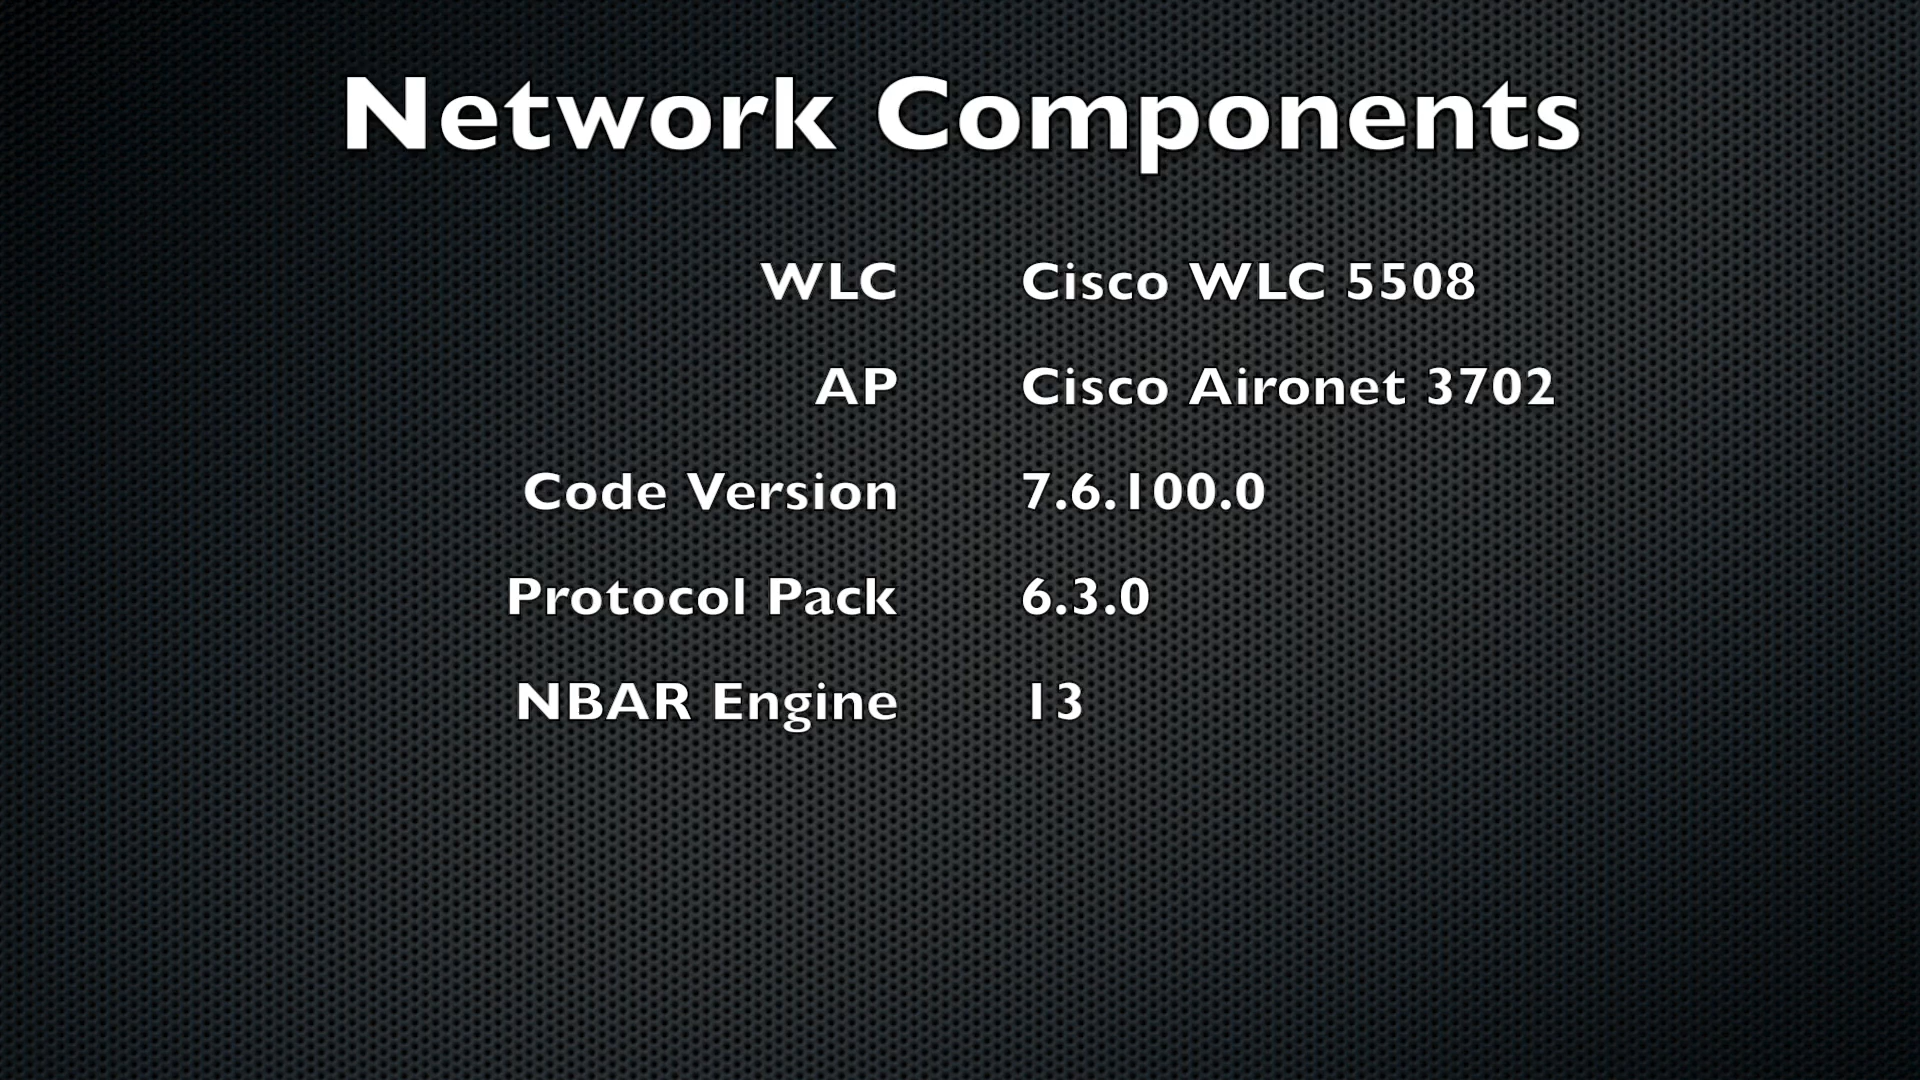 Network Components
WLC Cisco WLC 5508
AP Cisco Aironet 3702
Code Version 7.6.100.0
Protocol Pack 6.3.0
NBAR Engine 13